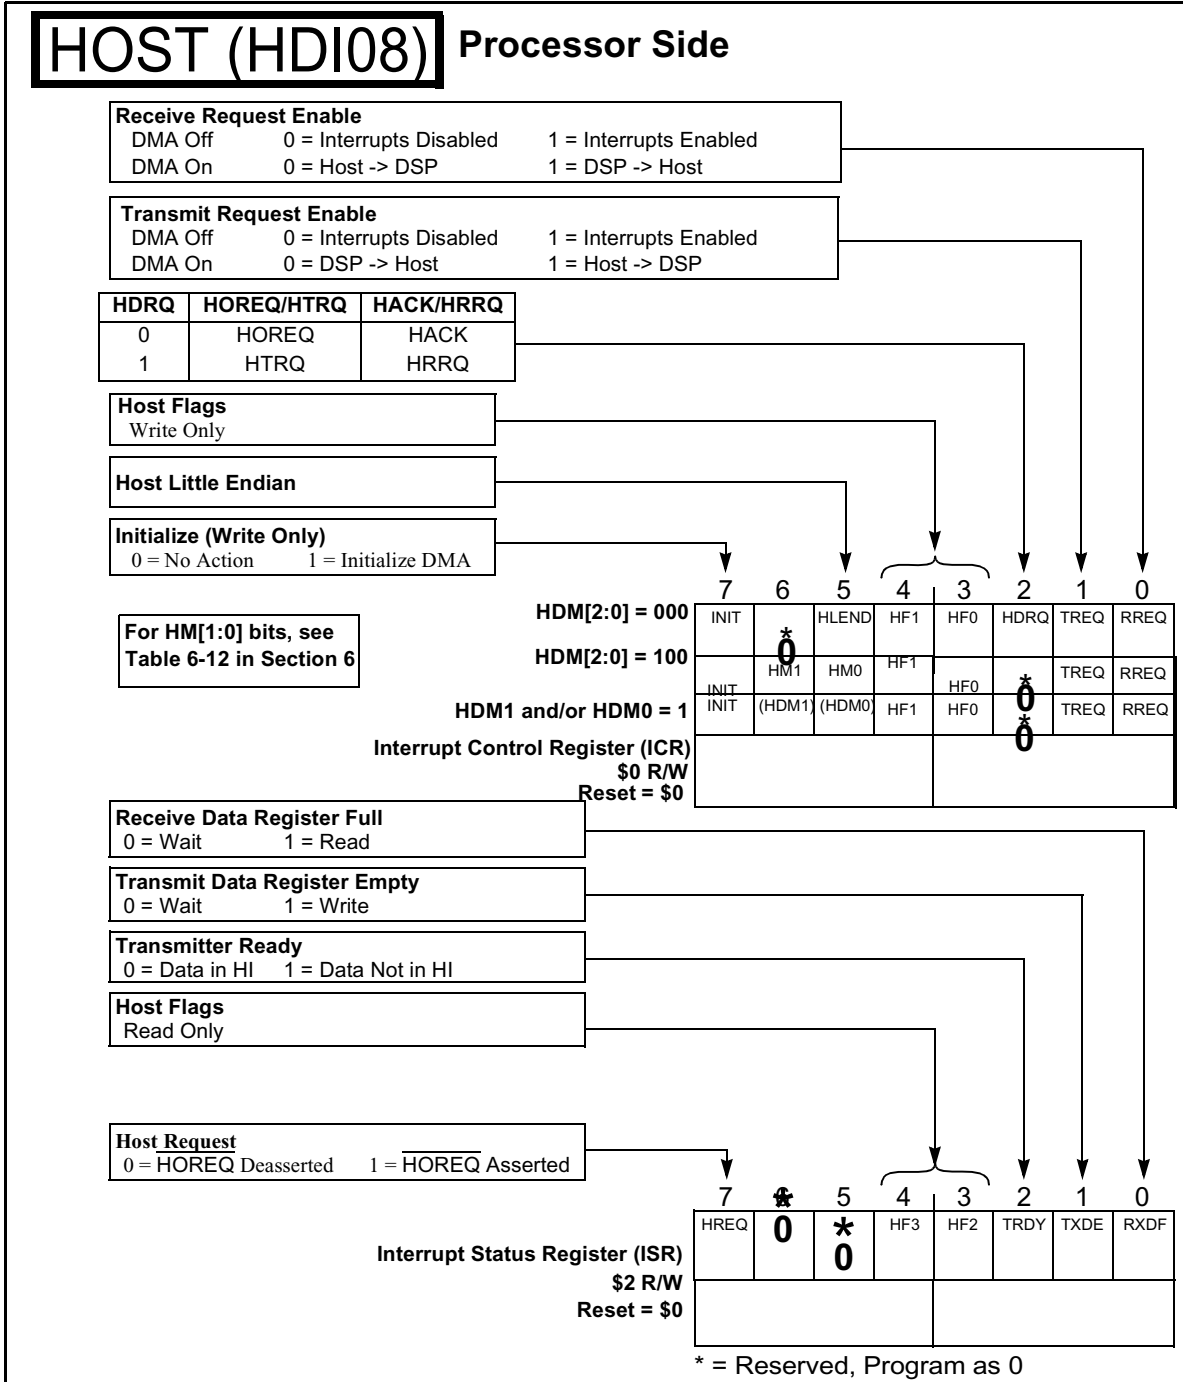 HOST (HDI08) Processor Side
Receive Request Enable
DMA Off 0 = Interrupts Disabled 1 = Interrupts Enabled
DMA On 0 = Host -> DSP 1 = DSP -> Host
Transmit Request Enable
DMA Off 0 = Interrupts Disabled 1 = Interrupts Enabled
DMA On 0 = DSP -> Host 1 = Host -> DSP
HDRQ HOREQ/HTRQ HACK/HRRQ
0 HOREQ HACK
1 HTRQ HRRQ
Host Flags
Write Only
Host Little Endian
Initialize (Write Only)
0 = No Action 1 = Initialize DMA
For HM[1:0] bits, see
Table 6-12 in Section 6
7 6 5 4 3 2 1 0
HDM[2:0] = 000 INIT *0 HLEND HF1 HF0 HDRQ TREQ RREQ
HDM[2:0] = 100 INIT HM1 HM0 HF1 HF0 *0 TREQ RREQ
HDM1 and/or HDM0 = 1 INIT (HDM1) (HDM0) HF1 HF0 *0 TREQ RREQ
Interrupt Control Register (ICR)
$0 R/W
Reset = $0
Receive Data Register Full
0 = Wait 1 = Read
Transmit Data Register Empty
0 = Wait 1 = Write
Transmitter Ready
0 = Data in HI 1 = Data Not in HI
Host Flags
Read Only
Host Request
0 = HOREQ Deasserted 1 = HOREQ Asserted
7 6 5 4 3 2 1 0
HREQ *0 *0 HF3 HF2 TRDY TXDE RXDF
Interrupt Status Register (ISR)
$2 R/W
Reset = $0
* = Reserved, Program as 0